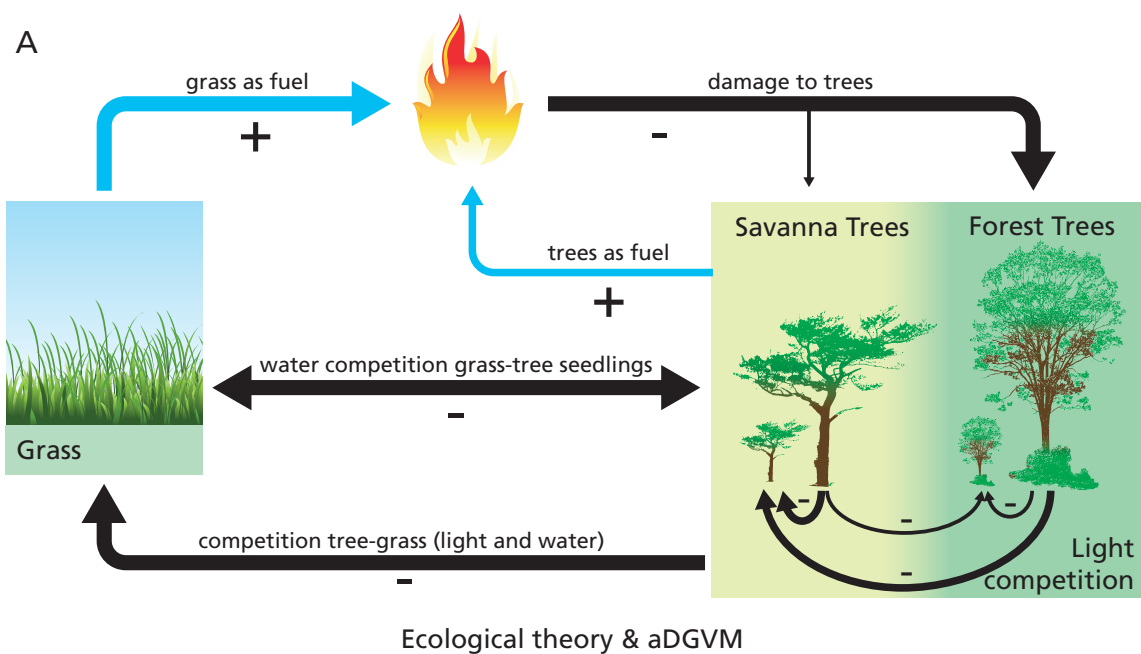 A
grass as fuel
+
damage to trees
-
Savanna Trees
Forest Trees
trees as fuel
+
water competition grass-tree seedlings
-
Grass
-
-
-
competition tree-grass (light and water)
-
-
Light
competition
Ecological theory & aDGVM